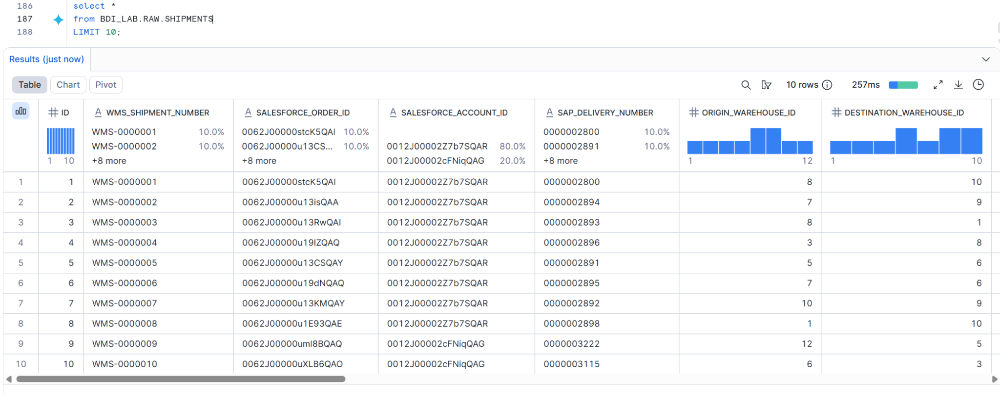 186 select *
187 from BDI_LAB.RAW.SHIPMENTS
188 LIMIT 10;
Results (just now)
Table Chart Pivot 10 rows 257ms
ID WMS_SHIPMENT_NUMBER SALESFORCE_ORDER_ID SALESFORCE_ACCOUNT_ID SAP_DELIVERY_NUMBER ORIGIN_WAREHOUSE_ID DESTINATION_WAREHOUSE_ID
WMS-0000001 10.0% 0062J00000stcK5QAI 10.0% 0000002800 10.0%
WMS-0000002 10.0% 0062J00000u13CS... 10.0% 0012J00002Z7b7SQAR 80.0% 0000002891 10.0%
1 10 +8 more +8 more 0012J00002cFNiqQAG 20.0% +8 more 1 12 1 10
1 1 WMS-0000001 0062J00000stcK5QAI 0012J00002Z7b7SQAR 0000002800 8 10
2 2 WMS-0000002 0062J00000u13isQAA 0012J00002Z7b7SQAR 0000002894 7 9
3 3 WMS-0000003 0062J00000u13RwQAI 0012J00002Z7b7SQAR 0000002893 8 1
4 4 WMS-0000004 0062J00000u19IZQAQ 0012J00002Z7b7SQAR 0000002896 3 8
5 5 WMS-0000005 0062J00000u13CSQAY 0012J00002Z7b7SQAR 0000002891 5 6
6 6 WMS-0000006 0062J00000u19dNQAQ 0012J00002Z7b7SQAR 0000002895 7 6
7 7 WMS-0000007 0062J00000u13KMQAY 0012J00002Z7b7SQAR 0000002892 10 9
8 8 WMS-0000008 0062J00000u1E93QAE 0012J00002Z7b7SQAR 0000002898 1 10
9 9 WMS-0000009 0062J00000uml8BQAQ 0012J00002cFNiqQAG 0000003222 12 5
10 10 WMS-0000010 0062J00000uXLB6QAO 0012J00002cFNiqQAG 0000003115 6 3